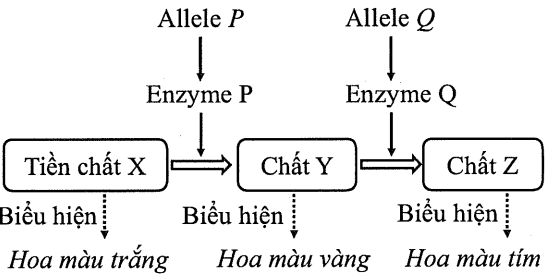 Allele P Allele Q
Enzyme P Enzyme Q
Tiền chất X Chất Y Chất Z
Biểu hiện Biểu hiện Biểu hiện
Hoa màu trắng Hoa màu vàng Hoa màu tím